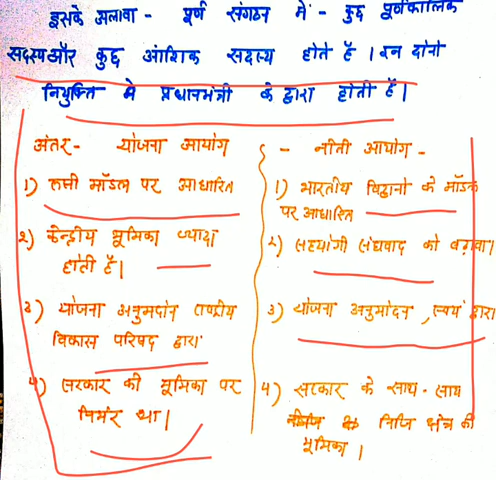 इसके अलावा - पूर्ण संगठन में - कुछ पूर्वकालिक
सदस्य और कुछ आंशिक सदस्य होते है । इन दोनो
नियुक्ति मे प्रधानमंत्री के द्वारा होती है।
अंतर- योजना आयोग
1) रूसी मॉडल पर आधारित
2) केन्द्रीय भूमिका ज्यादा
होती है।
3) योजना अनुमदोन राष्ट्रीय
विकास परिषद द्वारा
4) सरकार की भूमिका पर
निर्भर था।
- नीती आयोग -
1) भारतीय विद्वानो के मॉडल
पर आधारित
2) सहयोगी संघवाद को बढ़ावा।
3) योजना अनुमोदन, स्वयं द्वारा
4) सरकार के साथ - साथ
निजि क्षेत्र की
भूमिका ।